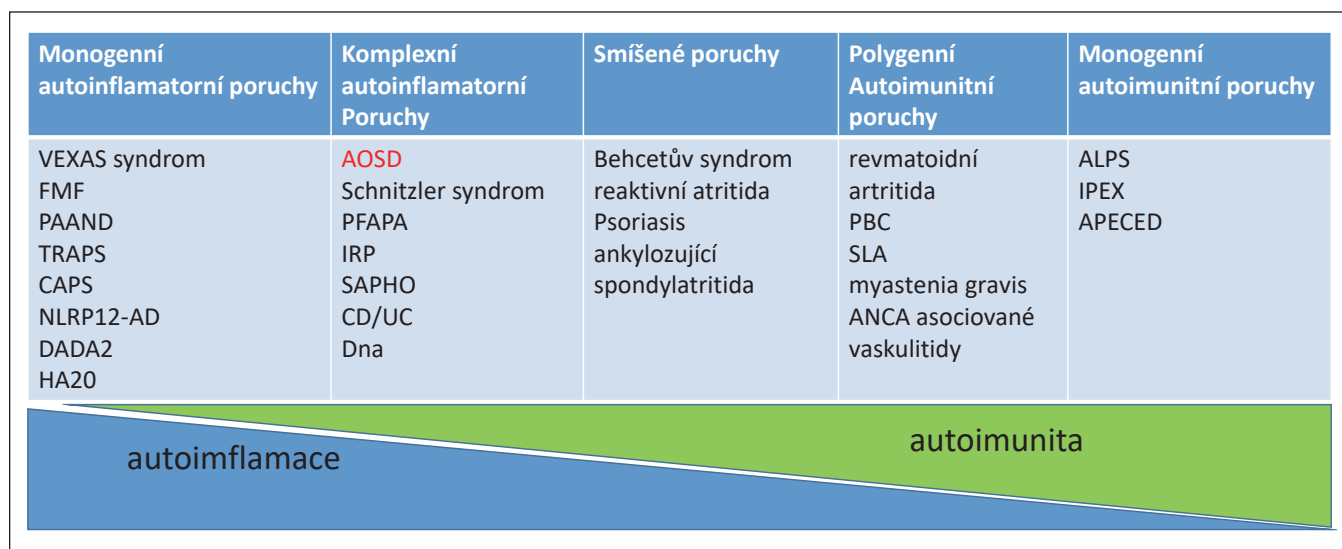 Monogenní
autoinflamatorní poruchy
Komplexní
autoinflamatorní
Poruchy
Smíšené poruchy
Polygenní
Autoimunitní
poruchy
Monogenní
autoimunitní poruchy
VEXAS syndrom
FMF
PAAND
TRAPS
CAPS
NLRP12-AD
DADA2
HA20
AOSD
Schnitzler syndrom
PFAPA
IRP
SAPHO
CD/UC
Dna
Behcetův syndrom
reaktivní atritida
Psoriasis
ankylozující
spondylatritida
revmatoidní
artritida
PBC
SLA
myastenia gravis
ANCA asociované
vaskulitidy
ALPS
IPEX
APECED
autoimflamace
autoimunita